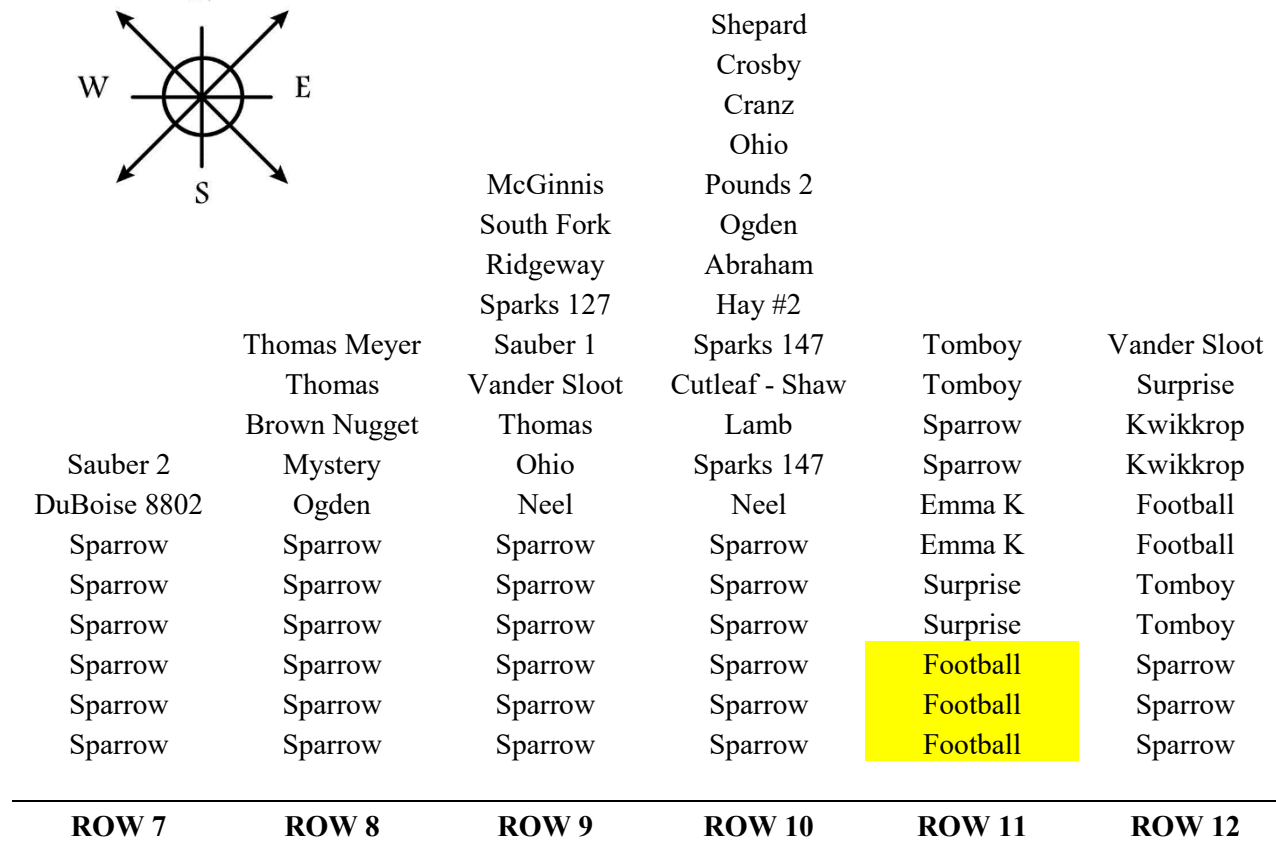 Shepard
Crosby
W E Cranz
Ohio
S McGinnis Pounds 2
South Fork Ogden
Ridgeway Abraham
Sparks 127 Hay #2
Thomas Meyer Sauber 1 Sparks 147 Tomboy Vander Sloot
Thomas Vander Sloot Cutleaf - Shaw Tomboy Surprise
Brown Nugget Thomas Lamb Sparrow Kwikkrop
Sauber 2 Mystery Ohio Sparks 147 Sparrow Kwikkrop
DuBoise 8802 Ogden Neel Neel Emma K Football
Sparrow Sparrow Sparrow Sparrow Emma K Football
Sparrow Sparrow Sparrow Sparrow Surprise Tomboy
Sparrow Sparrow Sparrow Sparrow Surprise Tomboy
Sparrow Sparrow Sparrow Sparrow Football Sparrow
Sparrow Sparrow Sparrow Sparrow Football Sparrow
Sparrow Sparrow Sparrow Sparrow Football Sparrow
ROW 7 ROW 8 ROW 9 ROW 10 ROW 11 ROW 12